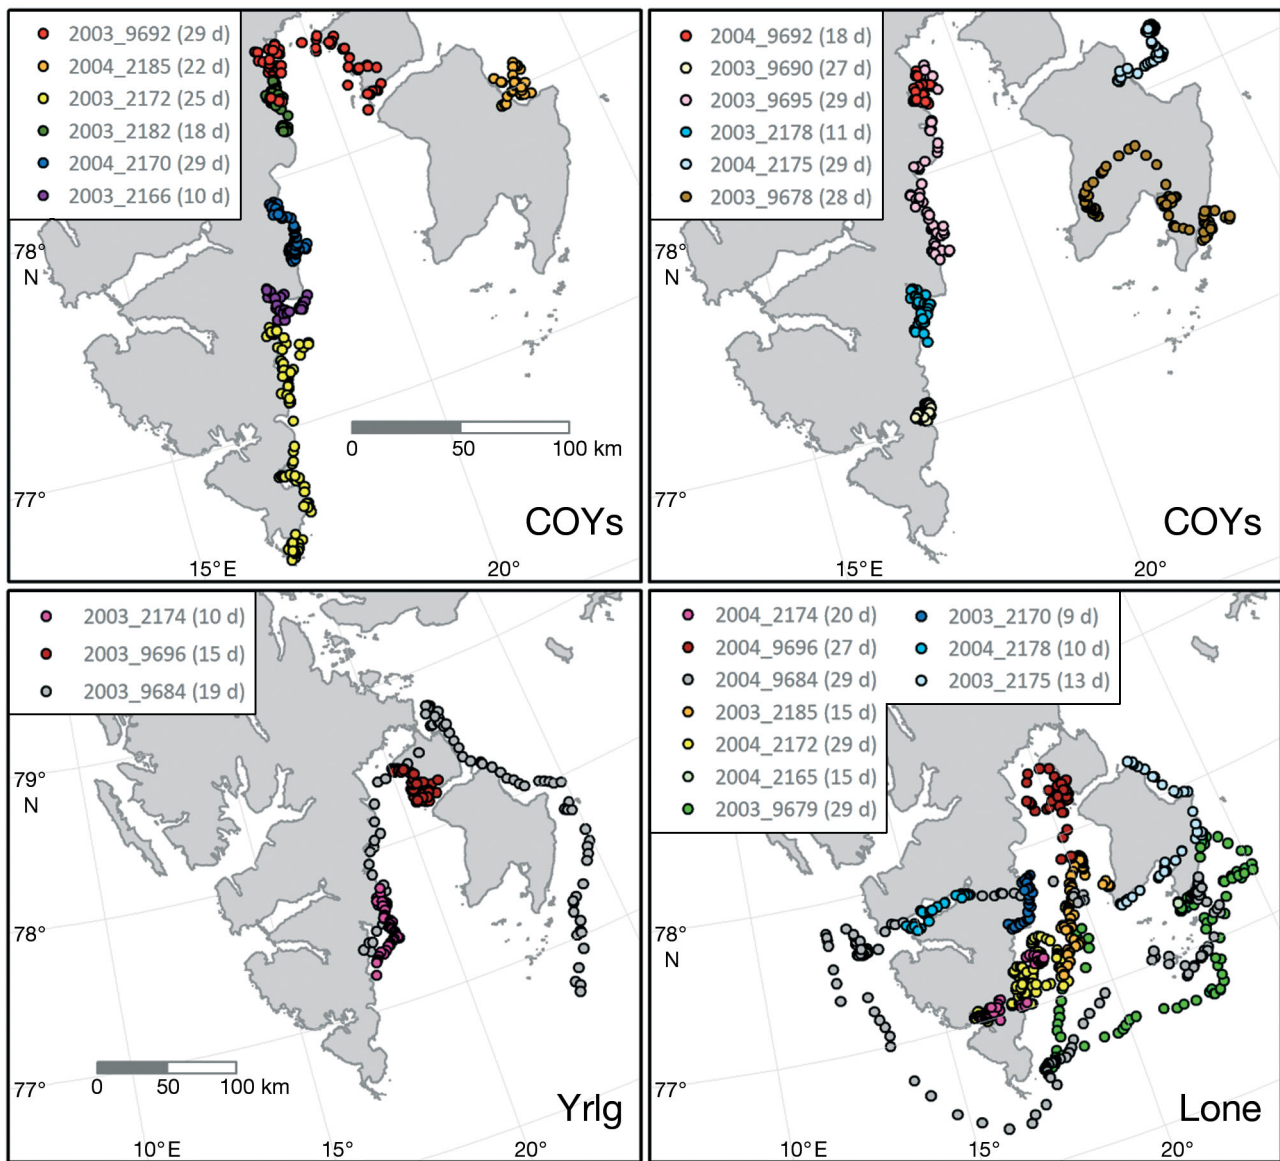 2003_9692 (29 d)
2004_2185 (22 d)
2003_2172 (25 d)
2003_2182 (18 d)
2004_2170 (29 d)
2003_2166 (10 d)
78°
N
77°
0 50 100 km
COYs
15°E 20°
2004_9692 (18 d)
2003_9690 (27 d)
2003_9695 (29 d)
2003_2178 (11 d)
2004_2175 (29 d)
2003_9678 (28 d)
78°
N
77°
COYs
15°E 20°
2003_2174 (10 d)
2003_9696 (15 d)
2003_9684 (19 d)
79°
N
78°
77°
0 50 100 km
Yrlg
10°E 15° 20°
2004_2174 (20 d)
2004_9696 (27 d)
2004_9684 (29 d)
2003_2185 (15 d)
2004_2172 (29 d)
2004_2165 (15 d)
2003_9679 (29 d)
2003_2170 (9 d)
2004_2178 (10 d)
2003_2175 (13 d)
78°
N
77°
Lone
10°E 15° 20°